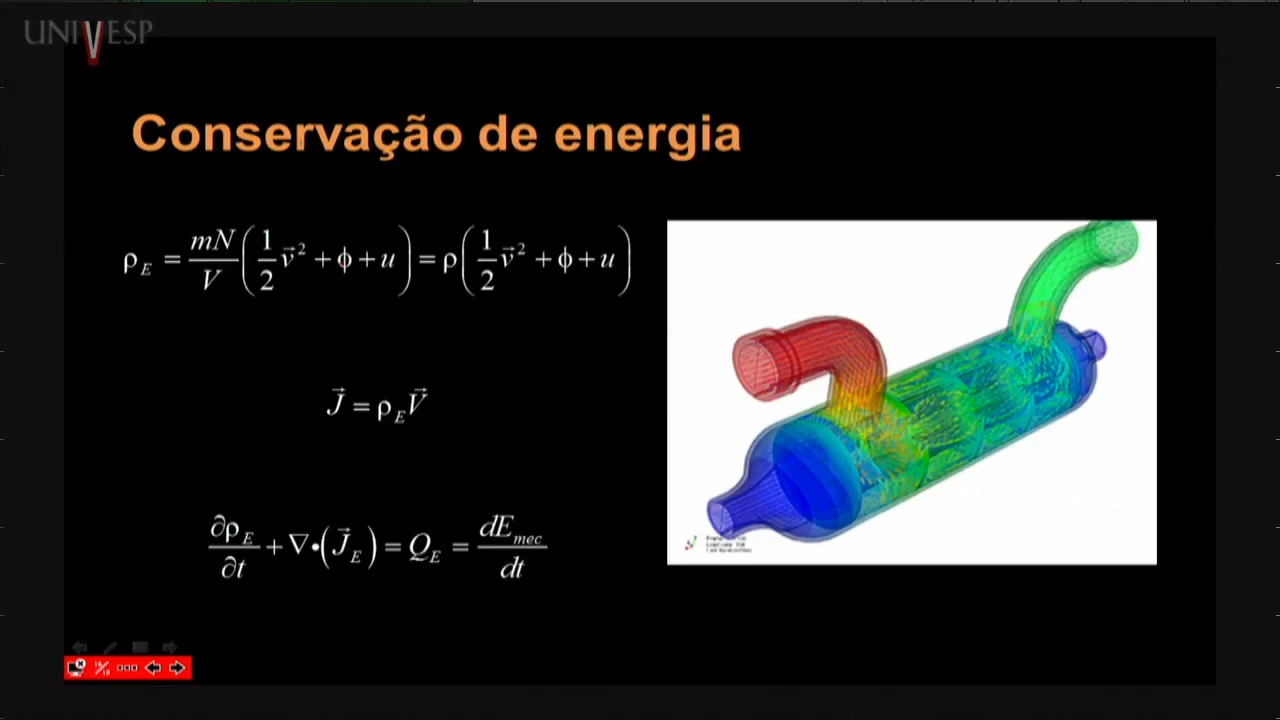 UNIVESP
Conservação de energia
ρ_E = mN/V (1/2 v⃗² + ϕ + u) = ρ(1/2 v⃗² + ϕ + u)
J⃗ = ρ_E V⃗
∂ρ_E/∂t + ∇•(J⃗_E) = Q_E = dE_mec/dt